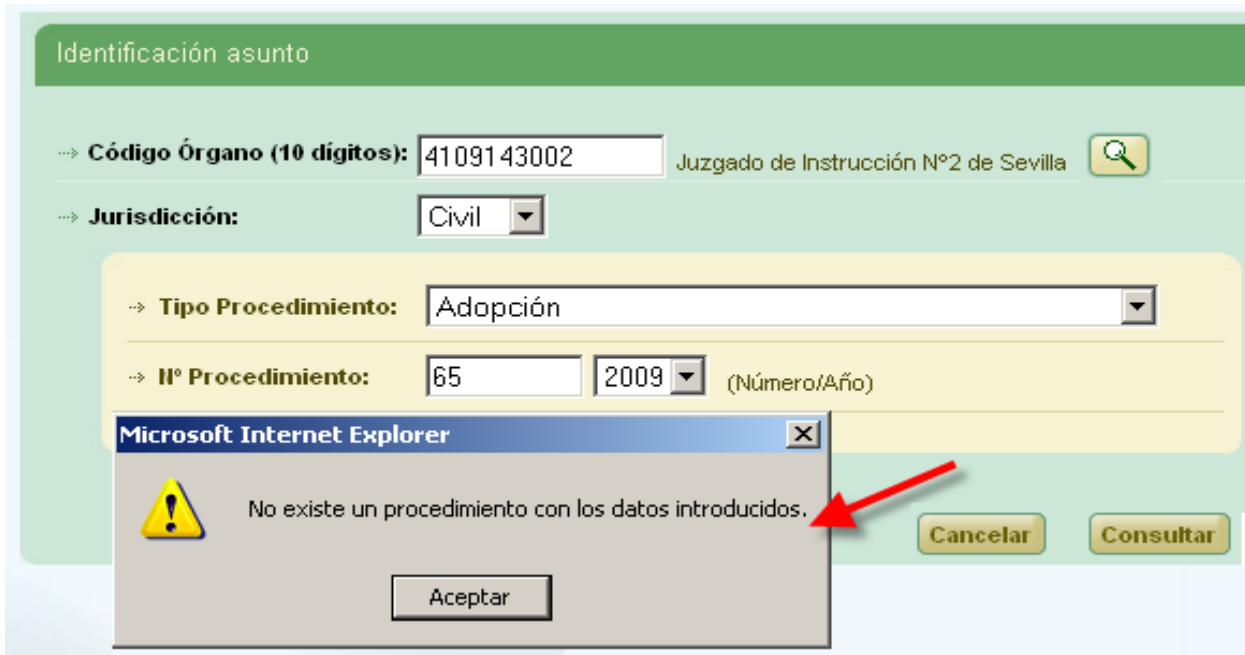 Identificación asunto
Código Órgano (10 dígitos): 4109143002 Juzgado de Instrucción Nº2 de Sevilla
Jurisdicción: Civil
Tipo Procedimiento: Adopción
Nº Procedimiento: 65 2009 (Número/Año)
Microsoft Internet Explorer
No existe un procedimiento con los datos introducidos.
Cancelar Consultar
Aceptar